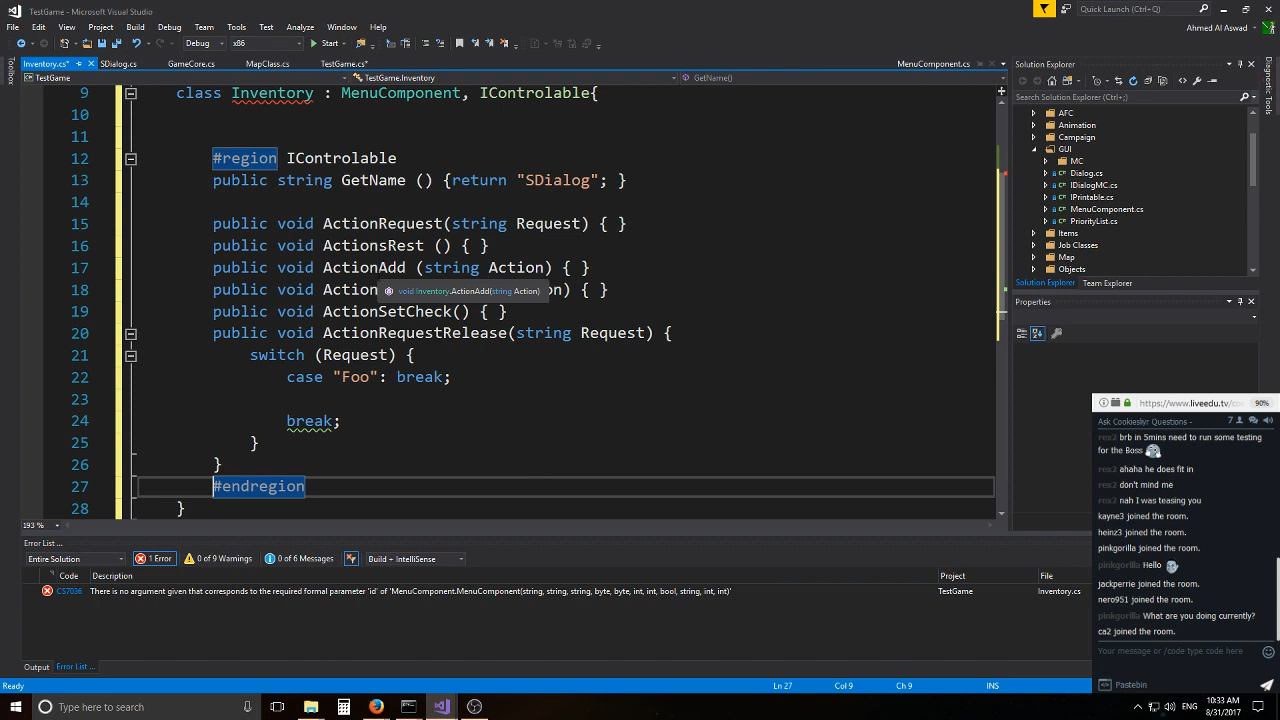 TestGame - Microsoft Visual Studio
Quick Launch (Ctrl+Q)
File Edit View Project Build Debug Team Tools Test Analyze Window Help
Ahmed Al Aswad
Debug x86 Start
Inventory.cs* SDialog.cs GameCore.cs MapClass.cs TestGame.cs* MenuComponent.cs
TestGame TestGame.Inventory GetName()
Toolbox
9 class Inventory : MenuComponent, IControlable{
10
11
12 #region IControlable
13 public string GetName () {return "SDialog"; }
14
15 public void ActionRequest(string Request) { }
16 public void ActionsRest () { }
17 public void ActionAdd (string Action) { }
void Inventory.ActionAdd(string Action)
18 public void Action on) { }
19 public void ActionSetCheck() { }
20 public void ActionRequestRelease(string Request) {
21 switch (Request) {
22 case "Foo": break;
23
24 break;
25 }
26 }
27 #endregion
28 }
193 %
Solution Explorer
Search Solution Explorer (Ctrl+;)
AFC
Animation
Campaign
GUI
MC
Dialog.cs
IDialogMC.cs
IPrintable.cs
MenuComponent.cs
PriorityList.cs
Items
Job Classes
Map
Objects
Solution Explorer Team Explorer
Properties
Diagnostic Tools
Error List ...
Entire Solution 1 Error 0 of 9 Warnings 0 of 6 Messages Build + IntelliSense
Code Description Project File
CS7036 There is no argument given that corresponds to the required formal parameter 'id' of 'MenuComponent.MenuComponent(string, string, string, byte, byte, int, int, bool, string, int, int)' TestGame Inventory.cs
Output Error List ...
Ready Ln 27 Col 9 Ch 9 INS
https://www.liveedu.tv/co 90%
Ask Cookiesliyr Questions - 7
rex2 brb in 5mins need to run some testing
for the Boss
rex2 ahaha he does fit in
rex2 don't mind me
rex2 nah I was teasing you
kayne3 joined the room.
heinz3 joined the room.
pinkgorilla joined the room.
pinkgorilla Hello
jackperrie joined the room.
nero951 joined the room.
pinkgorilla What are you doing currently?
ca2 joined the room.
Your message or /code type code here
Pastebin
Type here to search
ENG
10:33 AM
8/31/2017